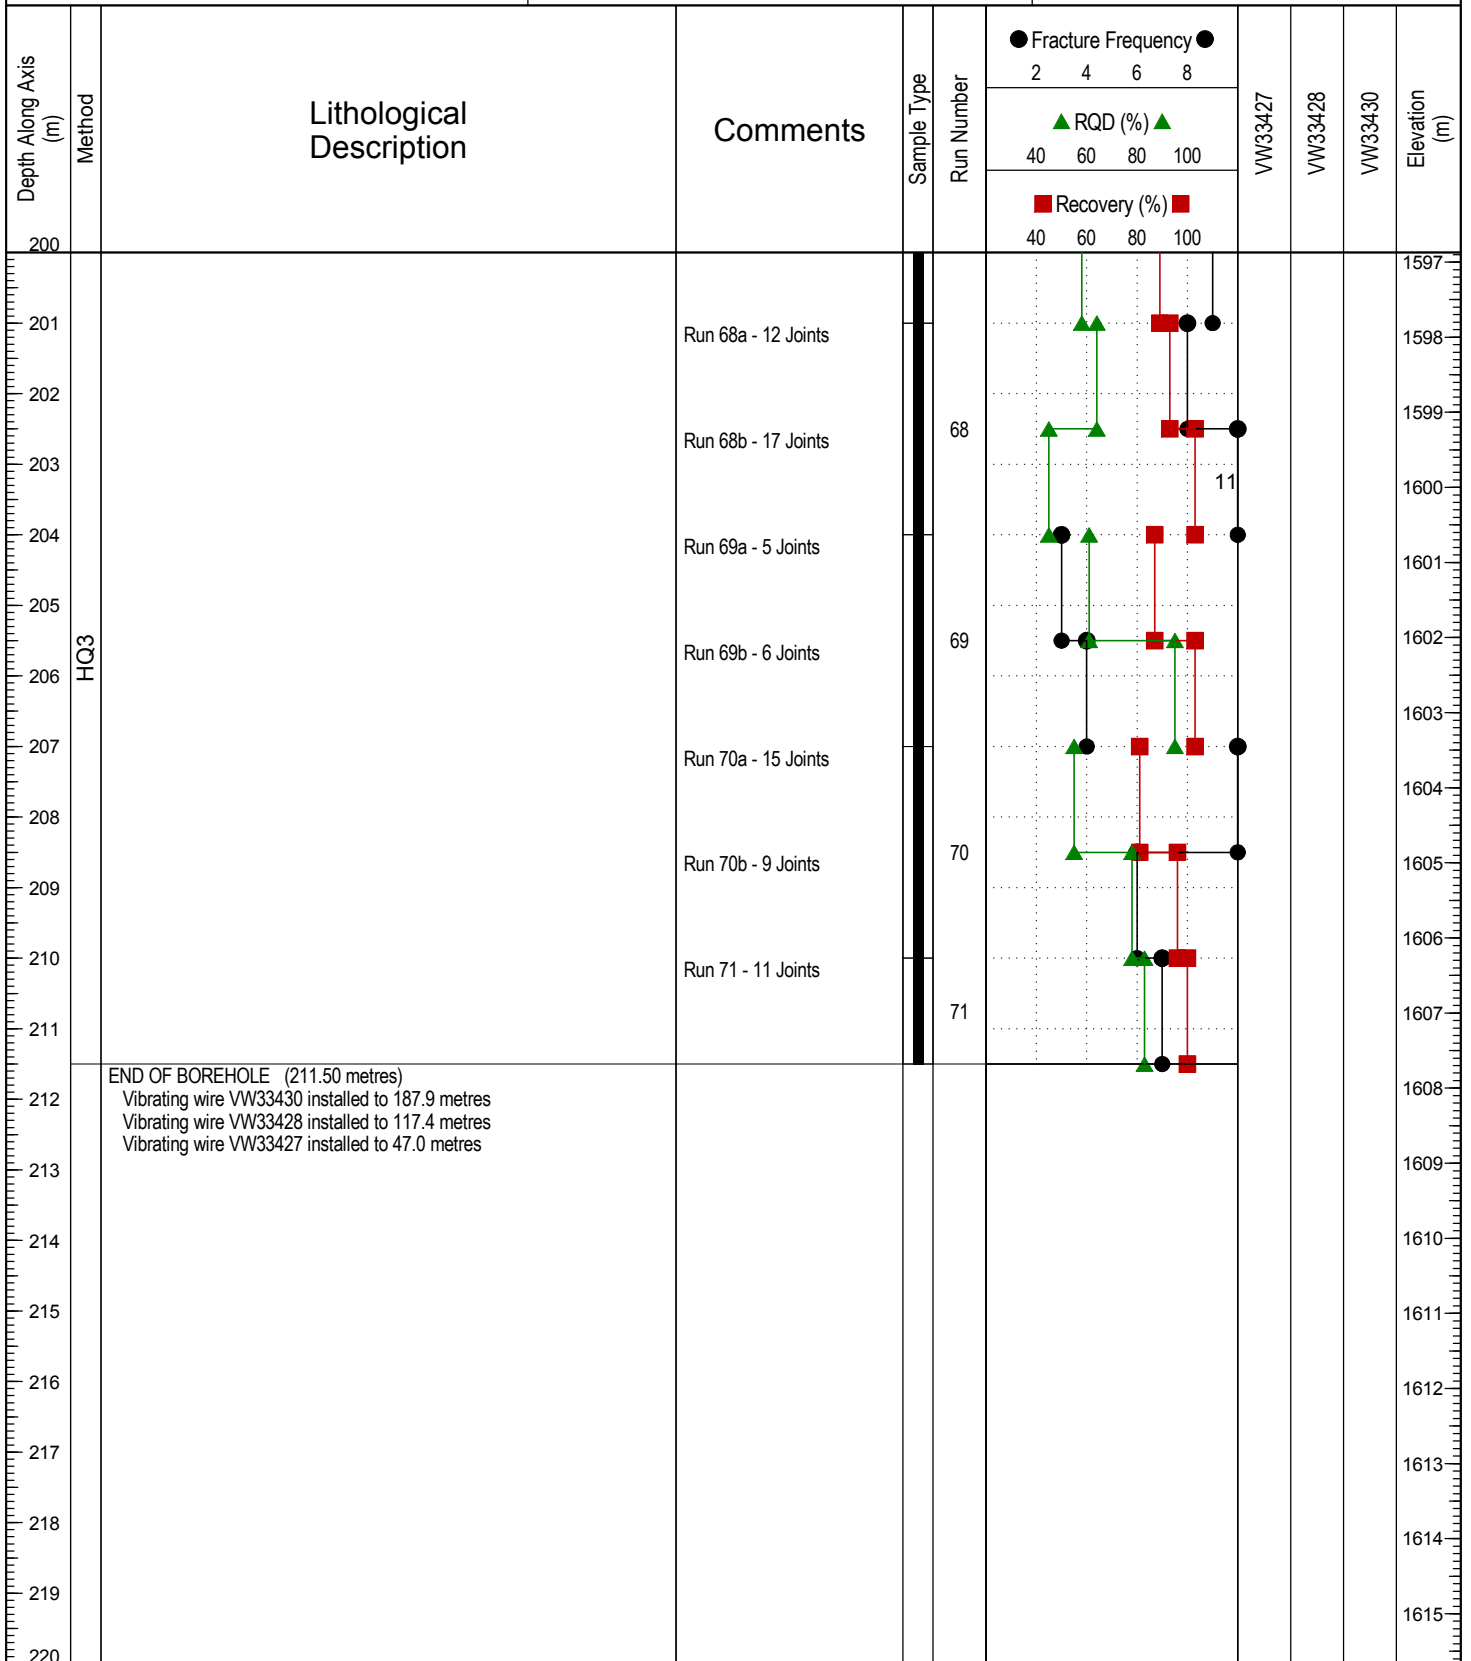 Depth Along Axis
(m)
Method
Lithological
Description
Comments
Sample Type
Run Number
Fracture Frequency
2 4 6 8
RQD (%)
40 60 80 100
Recovery (%)
40 60 80 100
VW33427
VW33428
VW33430
Elevation
(m)
200
1597
201
Run 68a - 12 Joints
1598
202
1599
Run 68b - 17 Joints
68
203
11
1600
204
Run 69a - 5 Joints
1601
205
HQ3
Run 69b - 6 Joints
69
1602
206
1603
207
Run 70a - 15 Joints
1604
208
Run 70b - 9 Joints
70
1605
209
1606
210
Run 71 - 11 Joints
71
1607
211
END OF BOREHOLE (211.50 metres)
1608
212
Vibrating wire VW33430 installed to 187.9 metres
Vibrating wire VW33428 installed to 117.4 metres
Vibrating wire VW33427 installed to 47.0 metres
213
1609
214
1610
215
1611
216
1612
217
1613
218
1614
219
1615
220